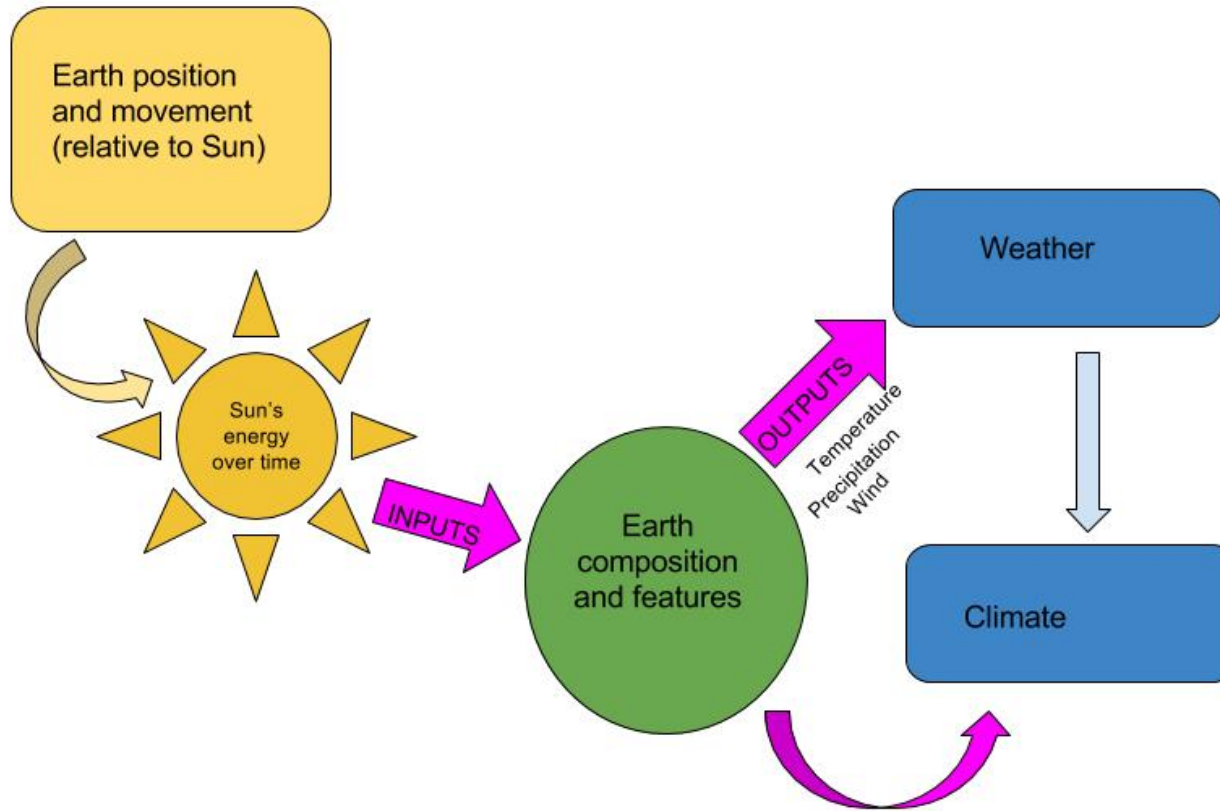 Earth position
and movement
(relative to Sun)
Sun's
energy
over time
INPUTS
Earth
composition
and features
OUTPUTS
Temperature
Precipitation
Wind
Weather
Climate